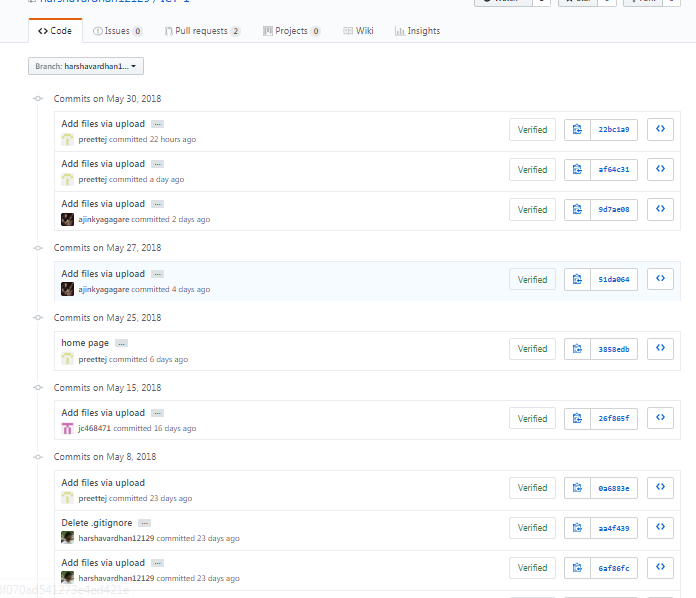 harshavardhan12129 / ICT-1
Code Issues 0 Pull requests 2 Projects 0 Wiki Insights
Branch: harshavardhan1...
Commits on May 30, 2018
Add files via upload ...
preettej committed 22 hours ago
Verified 22bc1a9
Add files via upload ...
preettej committed a day ago
Verified af64c31
Add files via upload ...
ajinkyagagare committed 2 days ago
Verified 9d7ae08
Commits on May 27, 2018
Add files via upload ...
ajinkyagagare committed 4 days ago
Verified 51da064
Commits on May 25, 2018
home page ...
preettej committed 6 days ago
Verified 3858edb
Commits on May 15, 2018
Add files via upload ...
jc468471 committed 16 days ago
Verified 26f865f
Commits on May 8, 2018
Add files via upload
preettej committed 23 days ago
Verified 0a6883e
Delete .gitignore ...
harshavardhan12129 committed 23 days ago
Verified aa4f439
Add files via upload ...
harshavardhan12129 committed 23 days ago
Verified 6af86fc